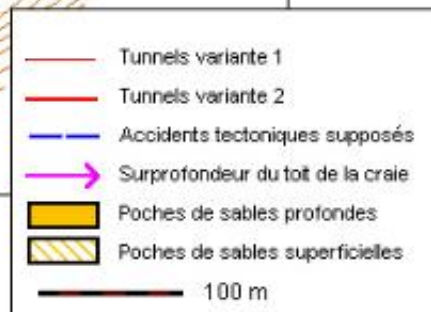 Tunnels variante 1
Tunnels variante 2
Accidents tectoniques supposés
Surprofondeur du toit de la craie
Poches de sables profondes
Poches de sables superficielles
100 m